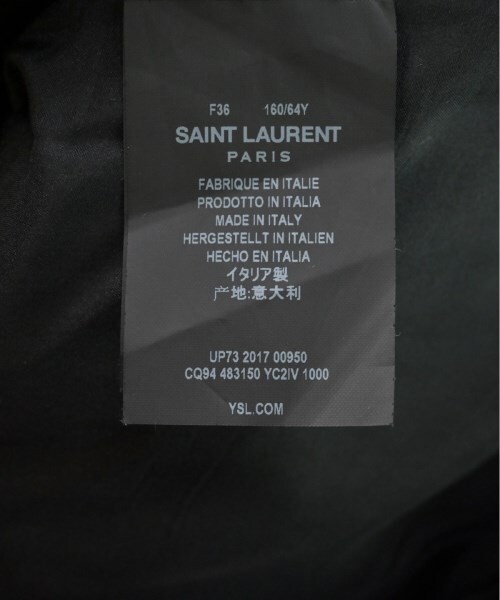 F36 160/64Y
SAINT LAURENT
PARIS
FABRIQUE EN ITALIE
PRODOTTO IN ITALIA
MADE IN ITALY
HERGESTELLT IN ITALIEN
HECHO EN ITALIA
イタリア製
产地:意大利
UP73 2017 00950
CQ94 483150 YC2IV 1000
YSL.COM